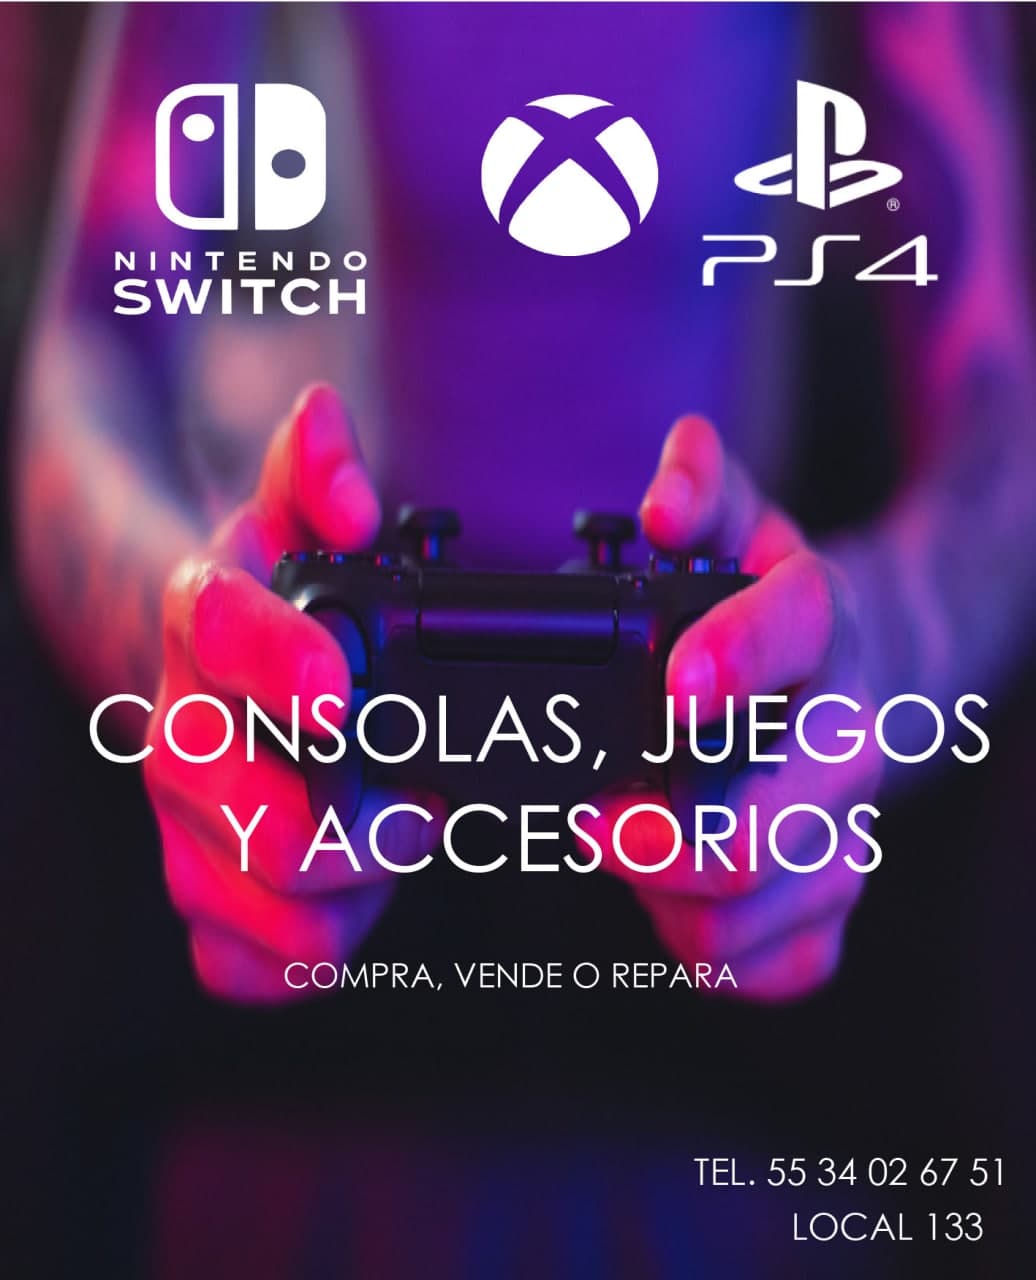 NINTENDO
SWITCH
PS4
®
CONSOLAS, JUEGOS
Y ACCESORIOS
COMPRA, VENDE O REPARA
TEL. 55 34 02 67 51
LOCAL 133